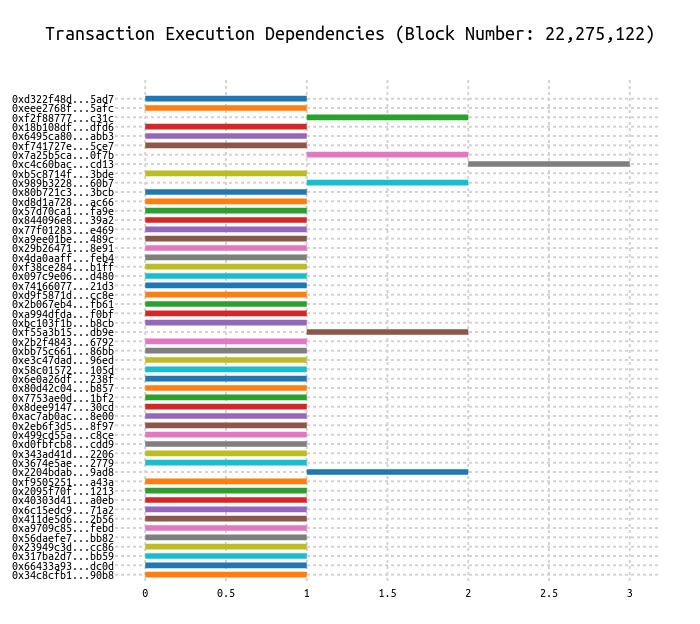 Transaction Execution Dependencies (Block Number: 22,275,122)
0xd322f48d...5ad7
0xeee2768f...5afc
0xf2f88777...c31c
0x18b108df...dfd6
0x6495ca80...abb3
0xf741727e...5ce7
0x7a25b5ca...0f7b
0xc4c60bac...cd13
0xb5c8714f...3bde
0x989b3228...60b7
0x80b721c3...3bcb
0xd8d1a728...ac66
0x57d70ca1...fa9e
0x844096e8...39a2
0x77f01283...e469
0xa9ee01be...489c
0x29b26471...8e91
0x4da0aaff...feb4
0xf38ce284...b1ff
0x097c9e06...d480
0x74166077...21d3
0xd9f5871d...cc8e
0x2b067eb4...fb61
0xa994dfda...f0bf
0xbc103f1b...b8cb
0xf55a3b15...db9e
0x2b2f4843...6792
0xbb75c661...86bb
0xe3c47dad...96ed
0x58c01572...105d
0x6e0a26df...238f
0x80d42c04...b857
0x7753ae0d...1bf2
0x8dee9147...30cd
0xac7ab0ac...8e00
0x2eb6f3d5...8f97
0x499cd55a...c8ce
0xd0fbfcb8...cdd9
0x343ad41d...2206
0x3674e5ae...2779
0x2204bdab...9ad8
0xf9505251...a43a
0x2095f70f...1213
0x40303d41...a0eb
0x6c15edc9...71a2
0x411de5d6...2b56
0xa9709c85...febd
0x56daefe7...bb82
0x23949c3d...cc86
0x317ba2d7...bb59
0x66433a93...dc0d
0x34c8cfb1...90b8
0 0.5 1 1.5 2 2.5 3